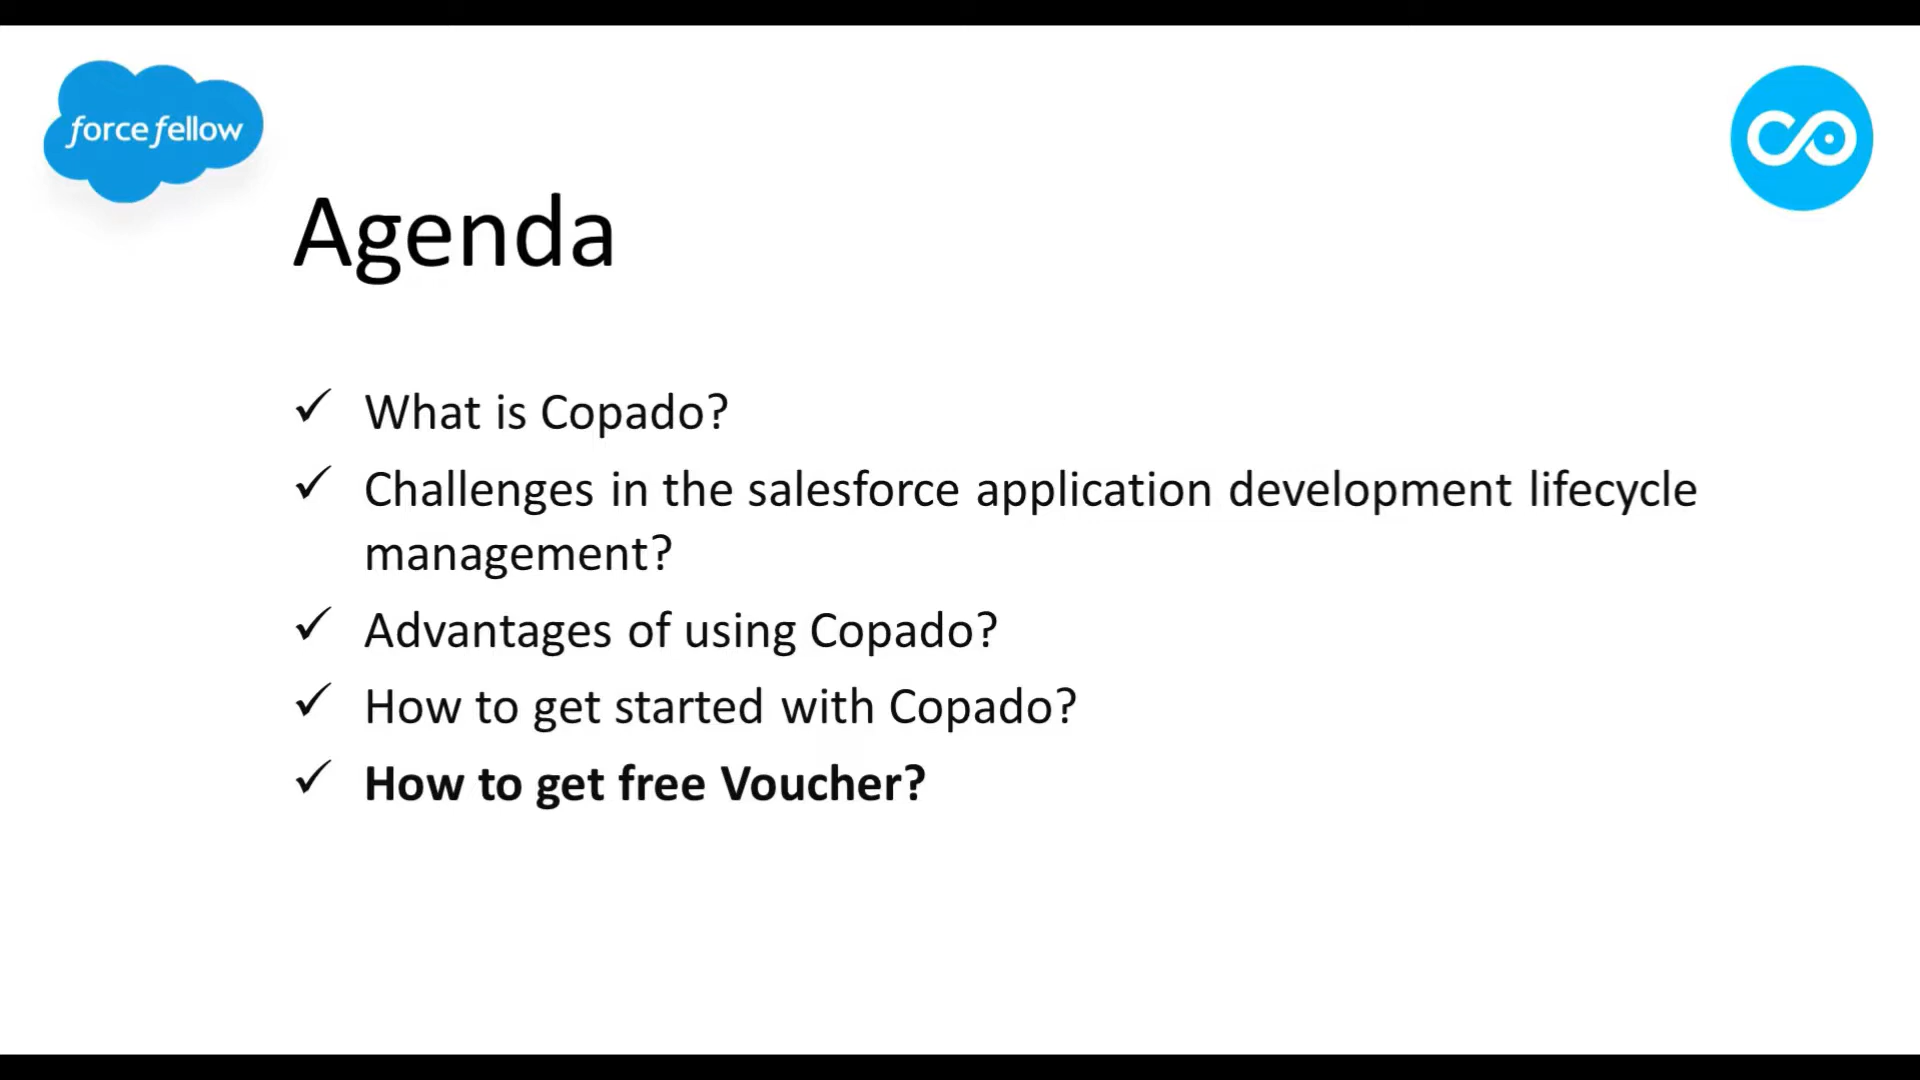 force fellow
Agenda
✓ What is Copado?
✓ Challenges in the salesforce application development lifecycle
management?
✓ Advantages of using Copado?
✓ How to get started with Copado?
✓ How to get free Voucher?